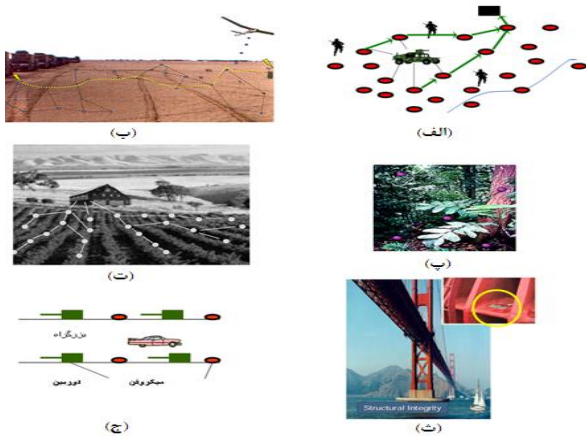 (الف)
(ب)
(پ)
(ت)
Structural Integrity
(ث)
بزرگراه
میکروفن
دوربین
(ج)